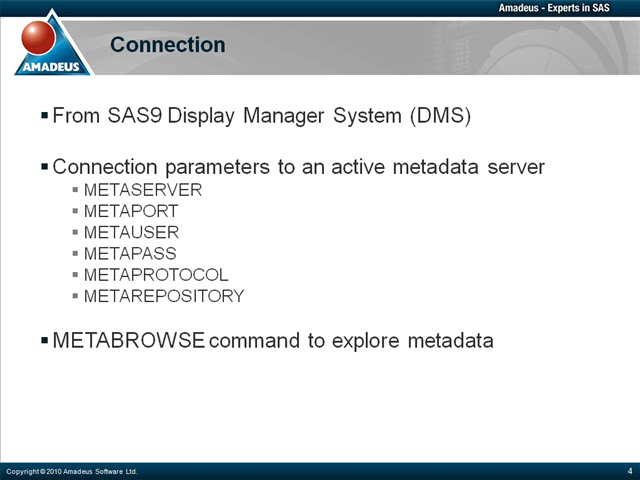 Amadeus - Experts in SAS
AMADEUS
Connection
From SAS9 Display Manager System (DMS)
Connection parameters to an active metadata server
METASERVER
METAPORT
METAUSER
METAPASS
METAPROTOCOL
METAREPOSITORY
METABROWSE command to explore metadata
Copyright © 2010 Amadeus Software Ltd.
4